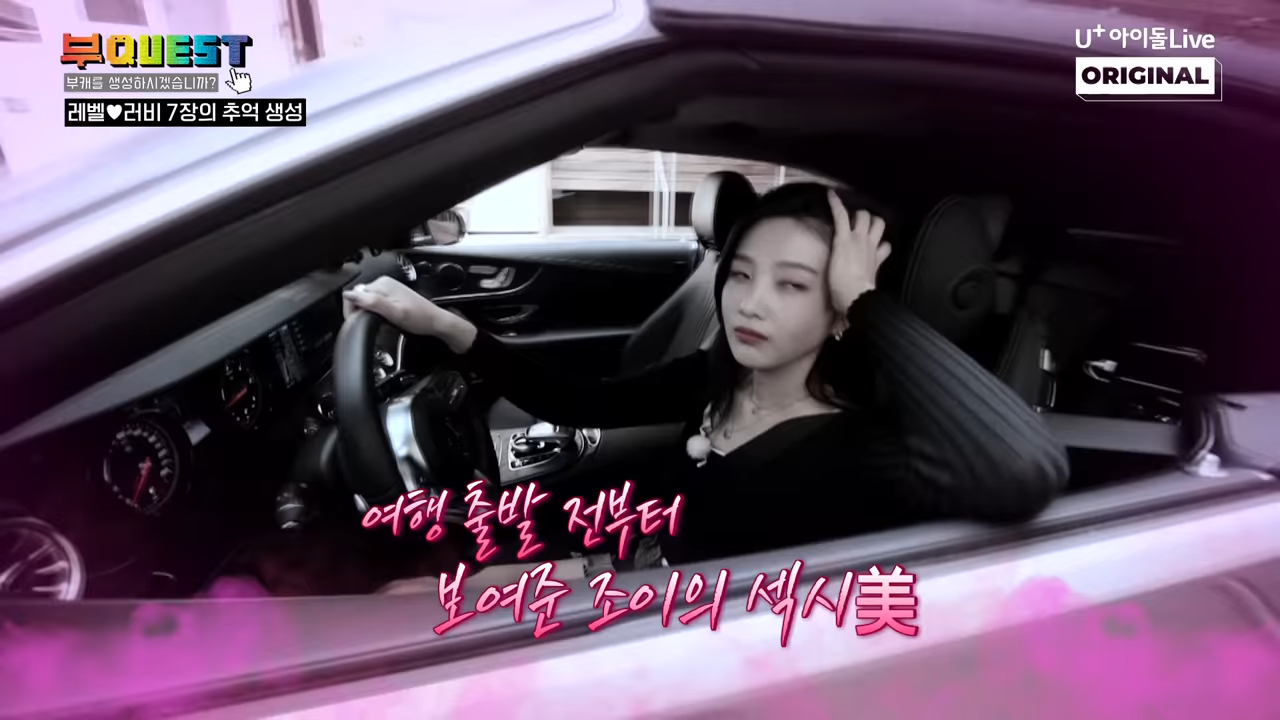 부QUEST
부캐를 생성하시겠습니까?
레벨♥러비 7장의 추억 생성
U+아이돌Live
ORIGINAL
여행 출발 전부터
보여준 조이의 섹시美